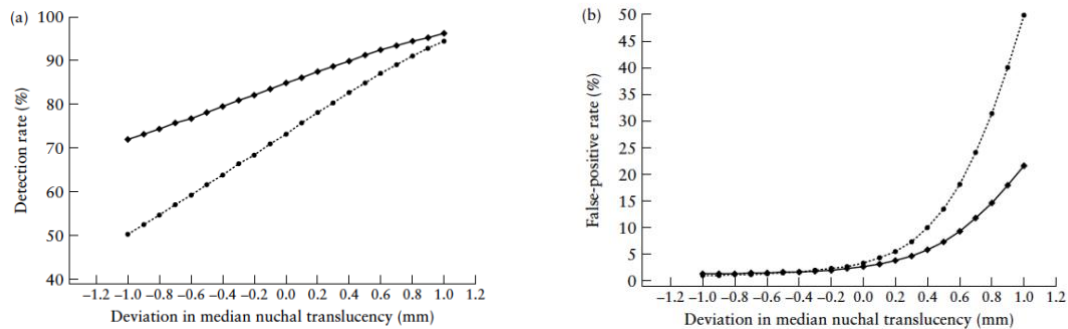 (a)
100
90
80
70
60
50
40
Detection rate (%)
−1.2 −1.0 −0.8 −0.6 −0.4 −0.2 0.0 0.2 0.4 0.6 0.8 1.0 1.2
Deviation in median nuchal translucency (mm)
(b)
50
45
40
35
30
25
20
15
10
5
0
False-positive rate (%)
−1.2 −1.0 −0.8 −0.6 −0.4 −0.2 0.0 0.2 0.4 0.6 0.8 1.0 1.2
Deviation in median nuchal translucency (mm)